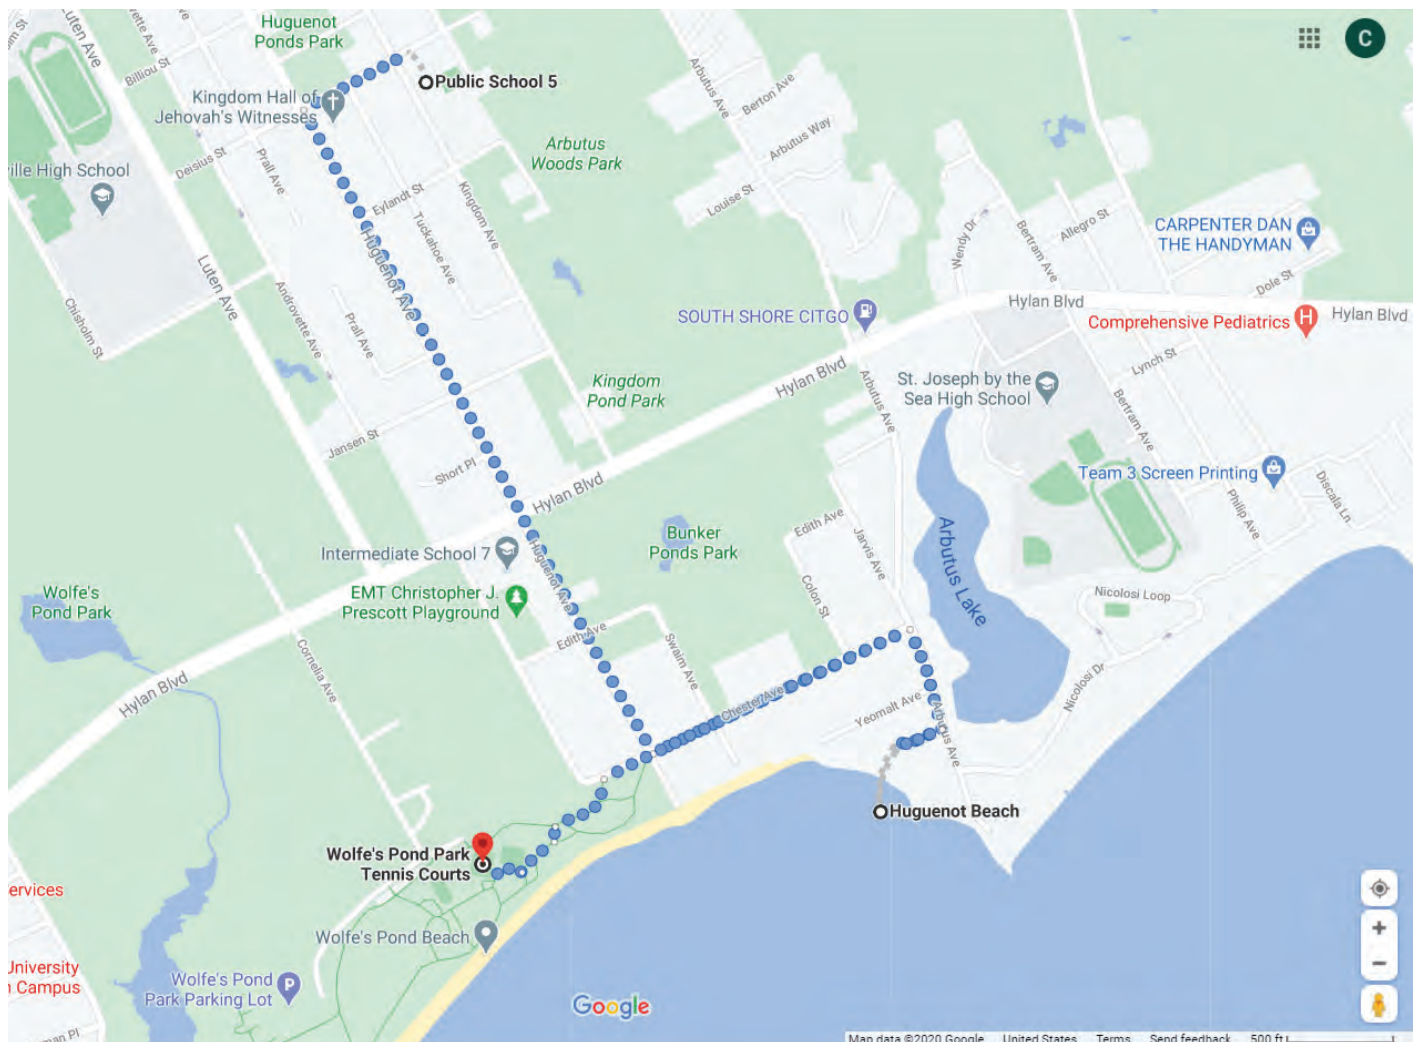 Huguenot
Ponds Park
Luten Ave
Billiou St
C
Public School 5
Kingdom Hall of
Jehovah's Witnesses
Deisius St
Prall Ave
ville High School
Arbutus
Woods Park
Arbutus Ave
Berton Ave
Arbutus Way
Louise St
Eylandt St
Kingdom Ave
Tuckahoe Ave
Huguenot Ave
Wendy Dr
Bertram Ave
Allegro St
CARPENTER DAN
THE HANDYMAN
Dole St
Luten Ave
Androvette Ave
Prall Ave
Chisholm St
SOUTH SHORE CITGO
Hylan Blvd
Hylan Blvd
Comprehensive Pediatrics
H
Lynch St
Kingdom
Pond Park
Hylan Blvd
Arbutus Ave
St. Joseph by the
Sea High School
Bertram Ave
Jansen St
Short Pl
Hylan Blvd
Team 3 Screen Printing
Philip Ave
Discala Ln
Intermediate School 7
Huguenot Ave
Bunker
Ponds Park
Edith Ave
Jarvis Ave
Colon St
Arbutus Lake
Wolfe's
Pond Park
EMT Christopher J.
Prescott Playground
Edith Ave
Swaim Ave
Nicolosi Loop
Nicolosi Dr
Cornelia Ave
Hylan Blvd
Chester Ave
Yeomalt Ave
Arbutus Ave
Huguenot Beach
Wolfe's Pond Park
Tennis Courts
ervices
Wolfe's Pond Beach
University
n Campus
Wolfe's Pond
Park Parking Lot
P
Google
man Pl
Map data ©2020 Google United States Terms Send feedback 500 ft